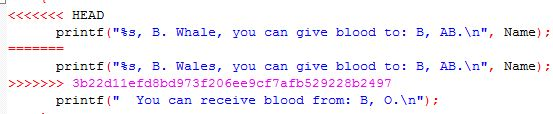 <<<<<<< HEAD
printf("%s, B. Whale, you can give blood to: B, AB.\n", Name);
=======
printf("%s, B. Wales, you can give blood to: B, AB.\n", Name);
>>>>>>> 3b22d11efd8bd973f206ee9cf7afb529228b2497
printf("  You can receive blood from: B, O.\n");